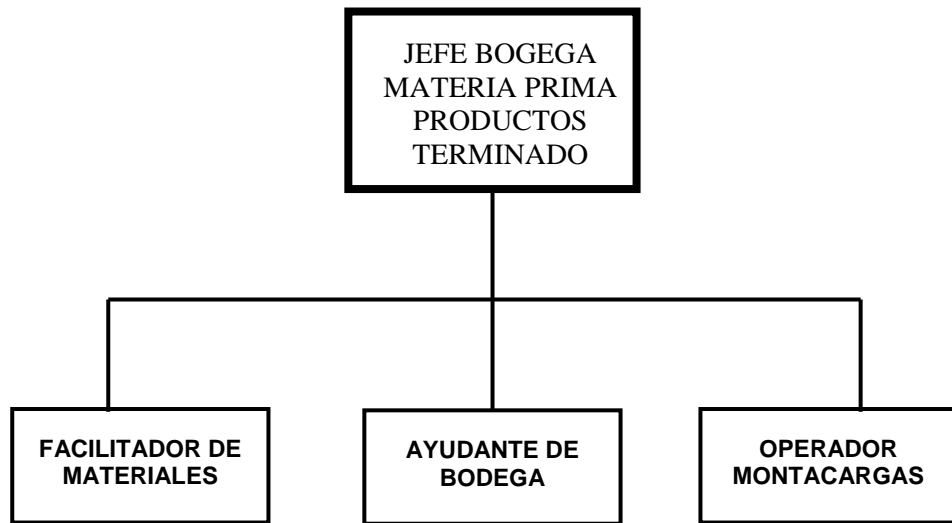 JEFE BOGEGA
MATERIA PRIMA
PRODUCTOS
TERMINADO
FACILITADOR DE
MATERIALES
AYUDANTE DE
BODEGA
OPERADOR
MONTACARGAS